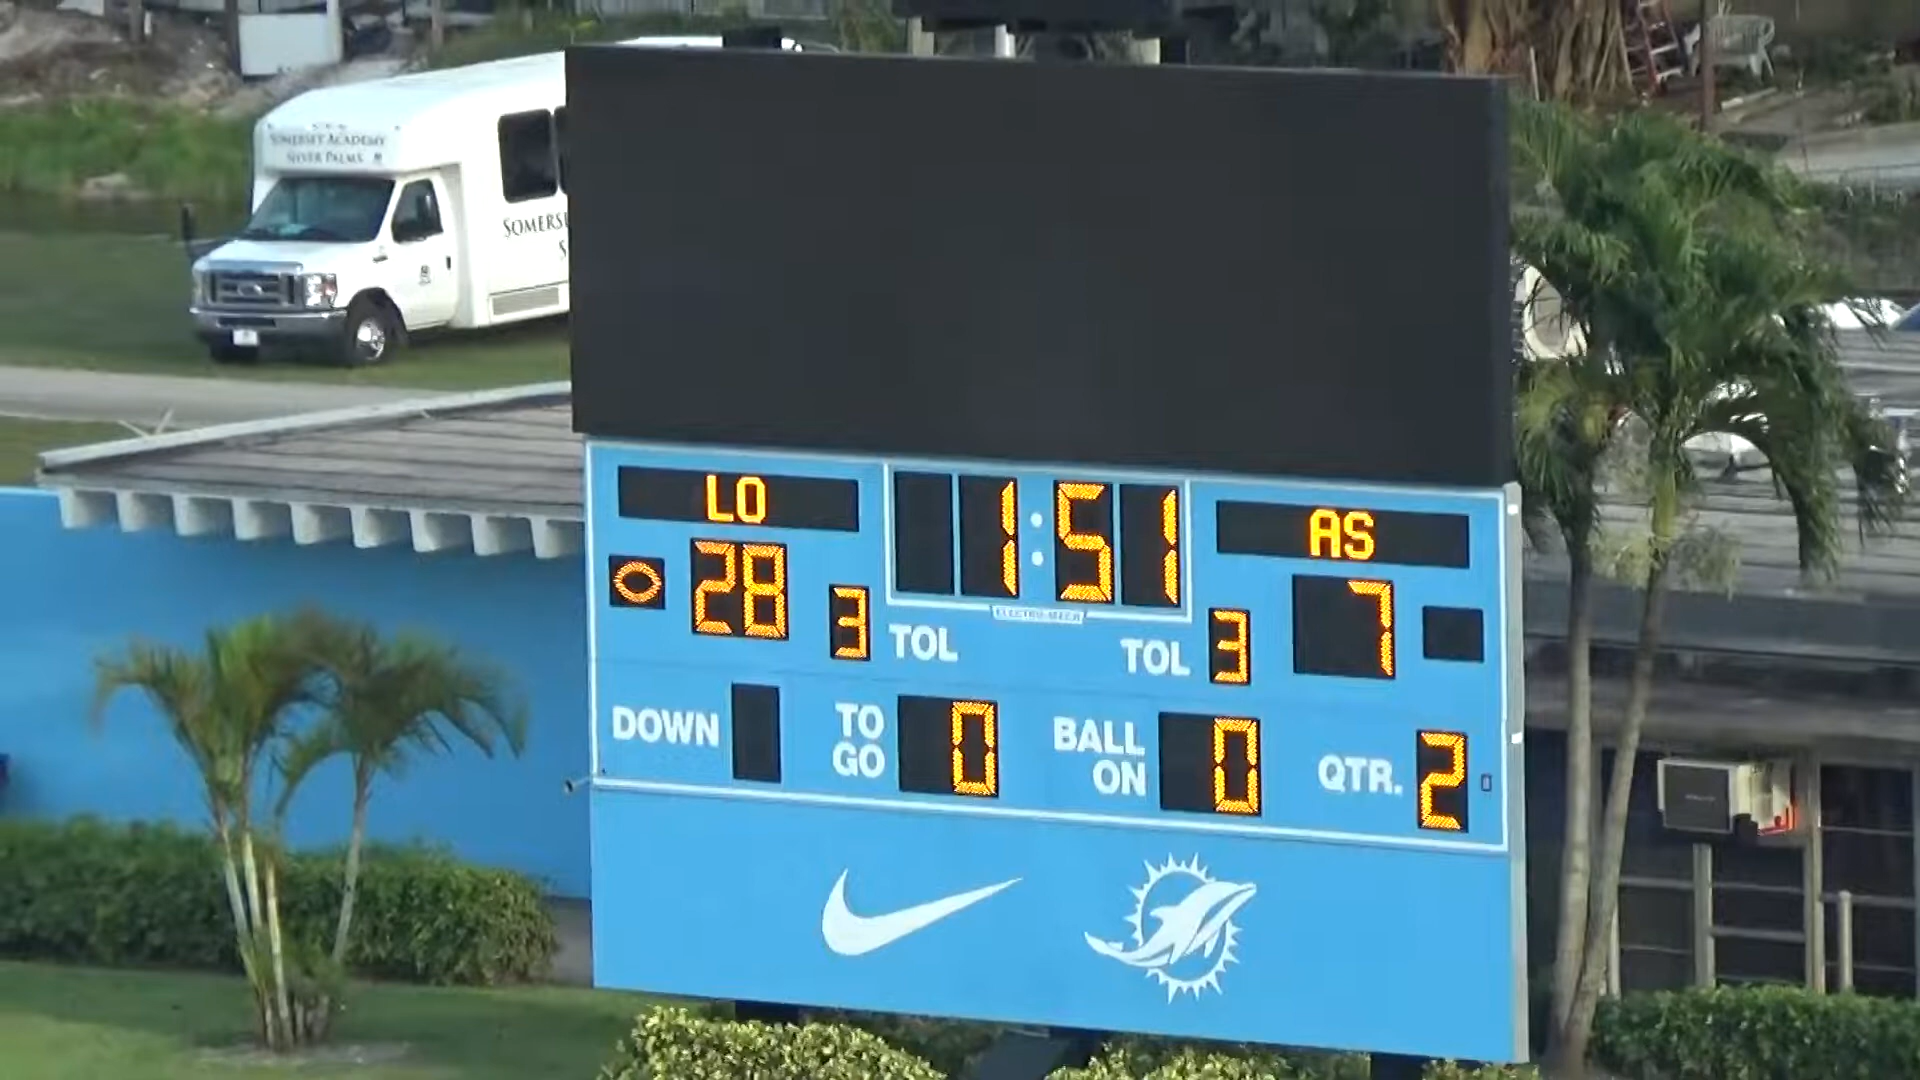 SOMERSET ACADEMY
SILVER PALMS
SOMERS
S
LO
1:51
AS
28
3
TOL
ELECTRO-MECH
TOL
3
7
DOWN
TO GO
0
BALL ON
0
QTR.
2